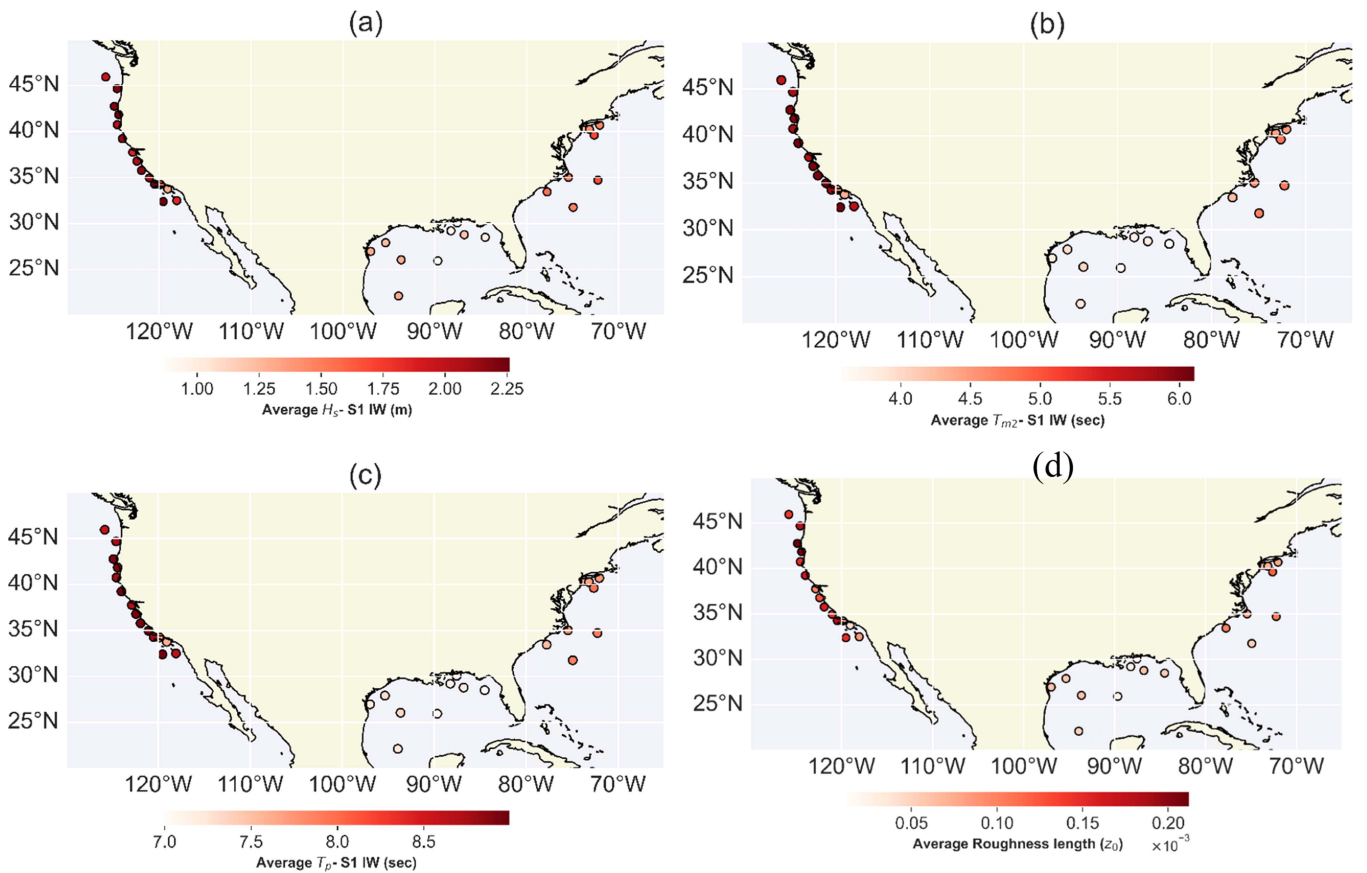 (a)
45°N
40°N
35°N
30°N
25°N
120°W 110°W 100°W 90°W 80°W 70°W
1.00 1.25 1.50 1.75 2.00 2.25
Average Hₛ- S1 IW (m)
(b)
45°N
40°N
35°N
30°N
25°N
120°W 110°W 100°W 90°W 80°W 70°W
4.0 4.5 5.0 5.5 6.0
Average Tₘ₂- S1 IW (sec)
(c)
45°N
40°N
35°N
30°N
25°N
120°W 110°W 100°W 90°W 80°W 70°W
7.0 7.5 8.0 8.5
Average Tₚ- S1 IW (sec)
(d)
45°N
40°N
35°N
30°N
25°N
120°W 110°W 100°W 90°W 80°W 70°W
0.05 0.10 0.15 0.20
Average Roughness length (z₀) ×10⁻³